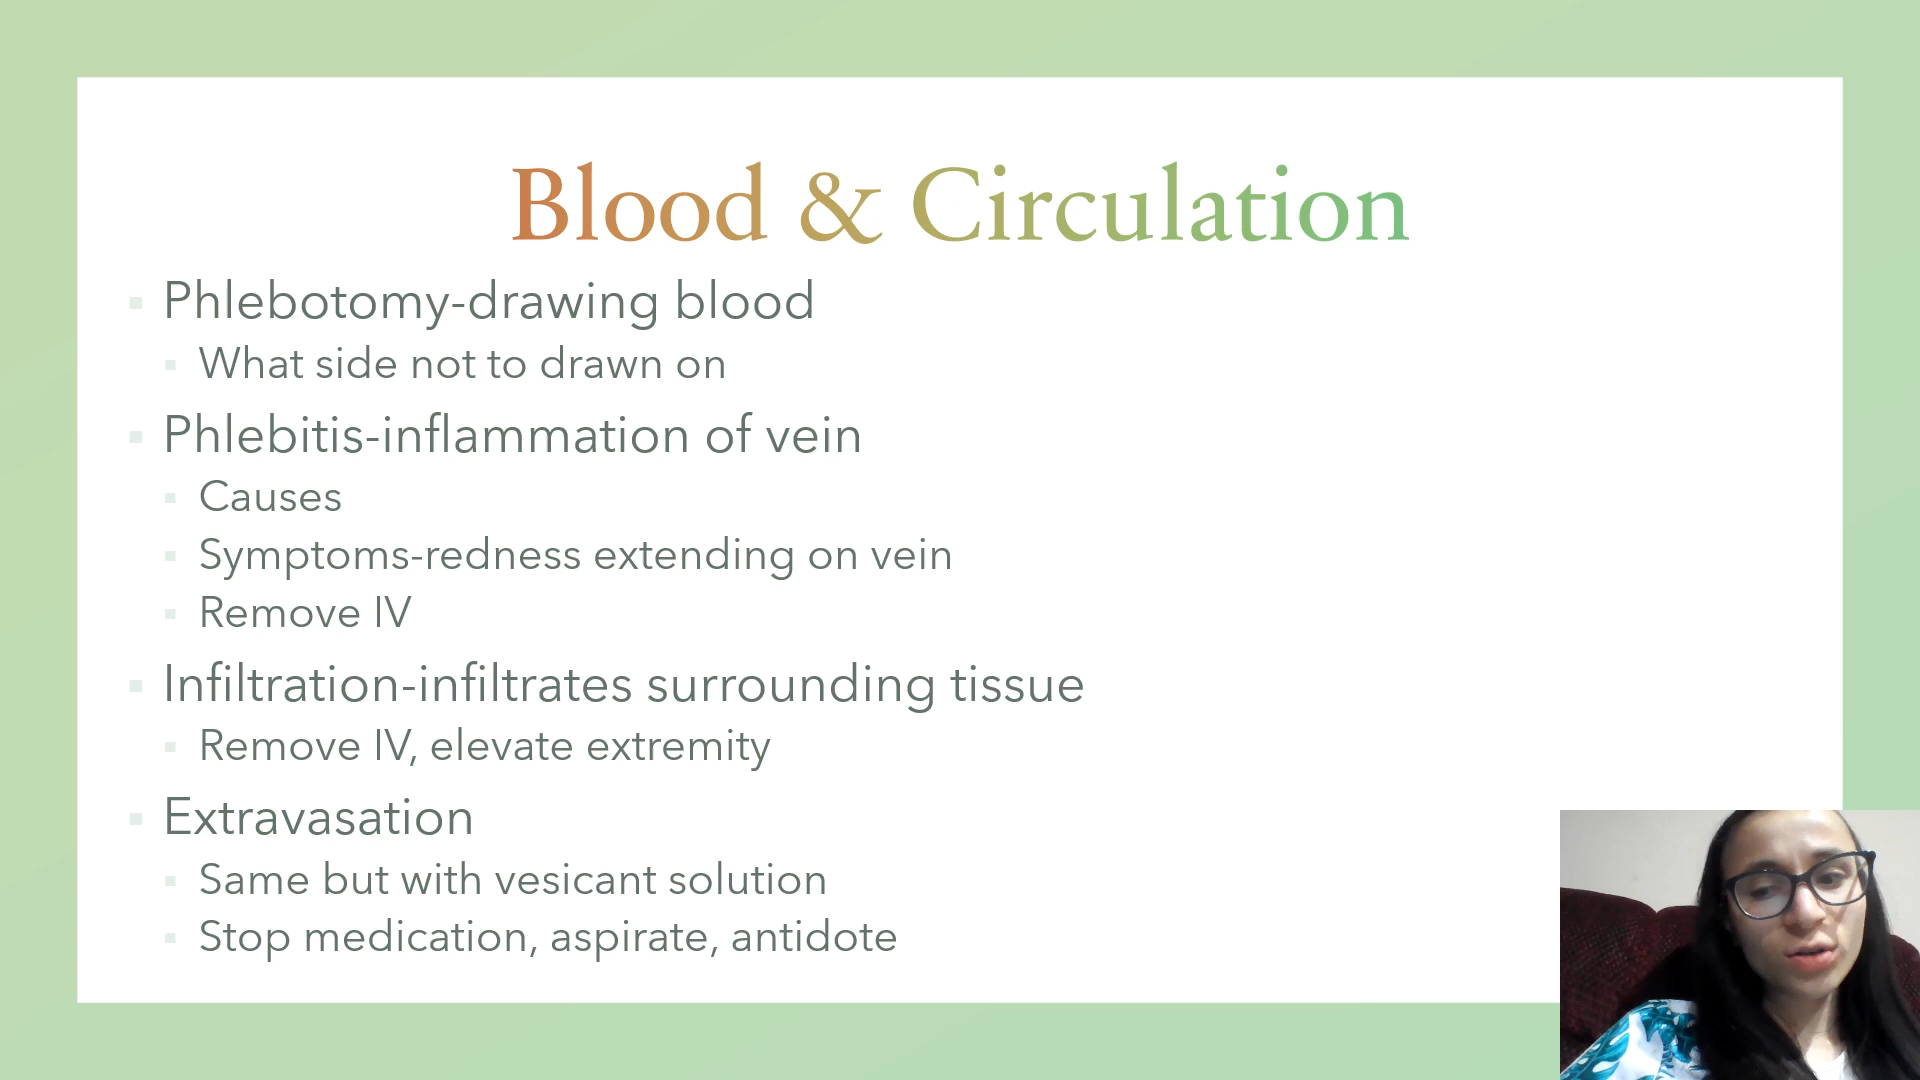 Blood & Circulation
Phlebotomy-drawing blood
What side not to drawn on
Phlebitis-inflammation of vein
Causes
Symptoms-redness extending on vein
Remove IV
Infiltration-infiltrates surrounding tissue
Remove IV, elevate extremity
Extravasation
Same but with vesicant solution
Stop medication, aspirate, antidote